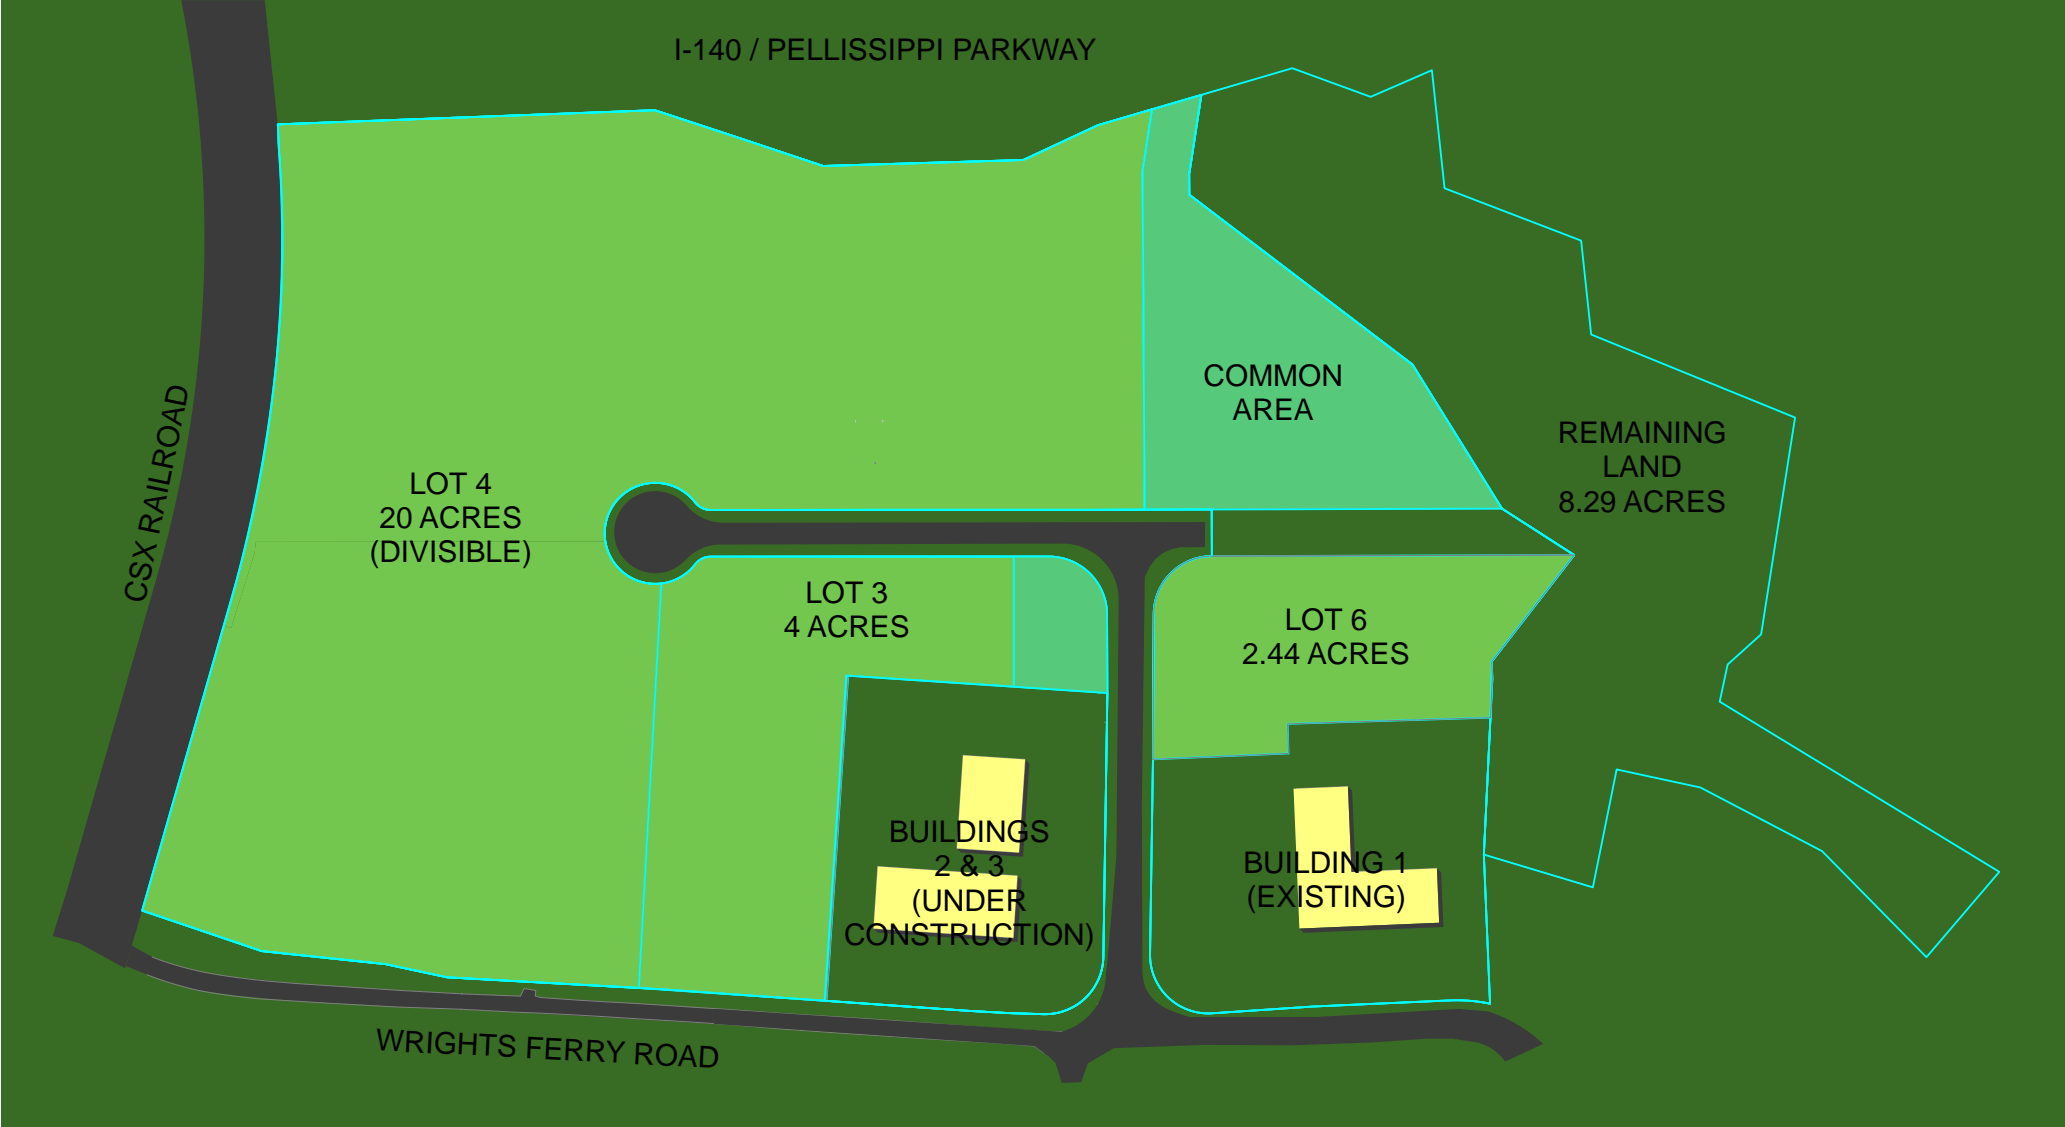 I-140 / PELLISSIPPI PARKWAY
COMMON
AREA
REMAINING
LAND
8.29 ACRES
CSX RAILROAD
LOT 4
20 ACRES
(DIVISIBLE)
LOT 3
4 ACRES
LOT 6
2.44 ACRES
BUILDINGS
2 & 3
(UNDER
CONSTRUCTION)
BUILDING 1
(EXISTING)
WRIGHTS FERRY ROAD